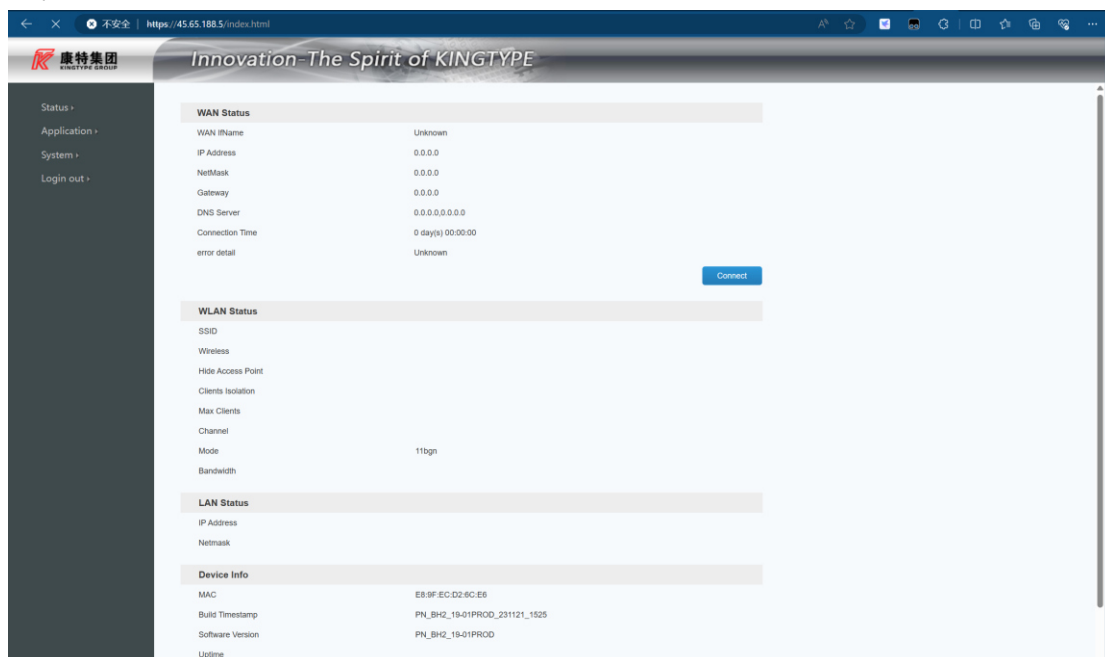 不安全 https://45.65.188.5/index.html
康特集团 Innovation-The Spirit of KINGTYPE
KINGTYPE GROUP
Status ›
Application ›
System ›
Login out ›
WAN Status
WAN IfName Unknown
IP Address 0.0.0.0
NetMask 0.0.0.0
Gateway 0.0.0.0
DNS Server 0.0.0.0,0.0.0.0
Connection Time 0 day(s) 00:00:00
error detail Unknown
Connect
WLAN Status
SSID
Wireless
Hide Access Point
Clients Isolation
Max Clients
Channel
Mode 11bgn
Bandwidth
LAN Status
IP Address
Netmask
Device Info
MAC E8:9F:EC:D2:6C:E6
Build Timestamp PN_BH2_19-01PROD_231121_1525
Software Version PN_BH2_19-01PROD
Uptime